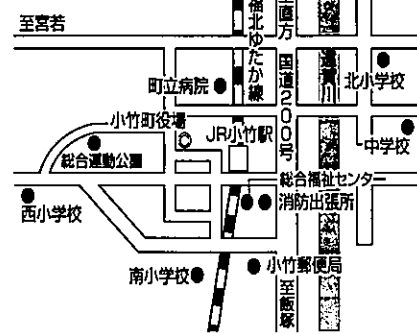 至宮若
福北ゆたか線
至直方
国道200号
遠賀川
北小学校
町立病院
小竹町役場
JR小竹駅
中学校
総合運動公園
総合福祉センター
西小学校
消防出張所
南小学校
小竹郵便局
至飯塚